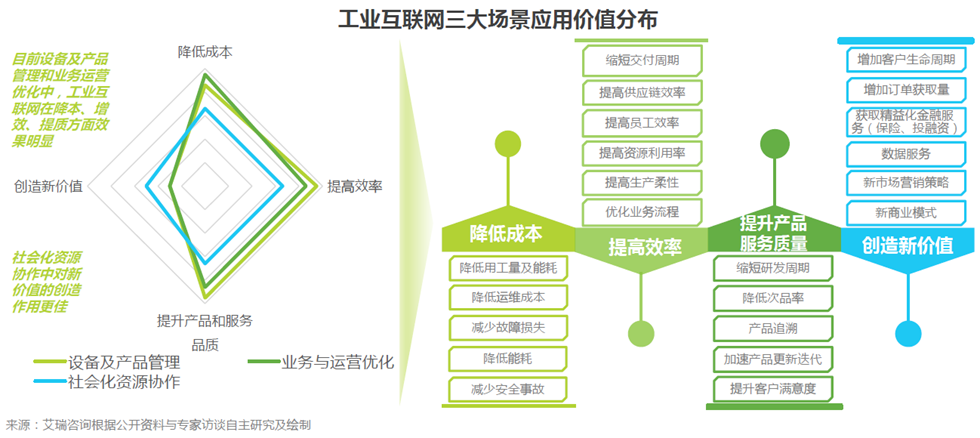 工业互联网三大场景应用价值分布
目前设备及产品
管理和业务运营
优化中，工业互
联网在降本、增
效、提质方面效
果明显
社会化资源
协作中对新
价值的创造
作用更佳
降低成本
创造新价值
提高效率
提升产品和服务
品质
设备及产品管理
业务与运营优化
社会化资源协作
降低成本
降低用工量及能耗
降低运维成本
减少故障损失
降低能耗
减少安全事故
缩短交付周期
提高供应链效率
提高员工效率
提高资源利用率
提高生产柔性
优化业务流程
提高效率
提升产品
服务质量
缩短研发周期
降低次品率
产品追溯
加速产品更新迭代
提升客户满意度
增加客户生命周期
增加订单获取量
获取精益化金融服
务（保险、投融资）
数据服务
新市场营销策略
新商业模式
创造新价值
来源：艾瑞咨询根据公开资料与专家访谈自主研究及绘制